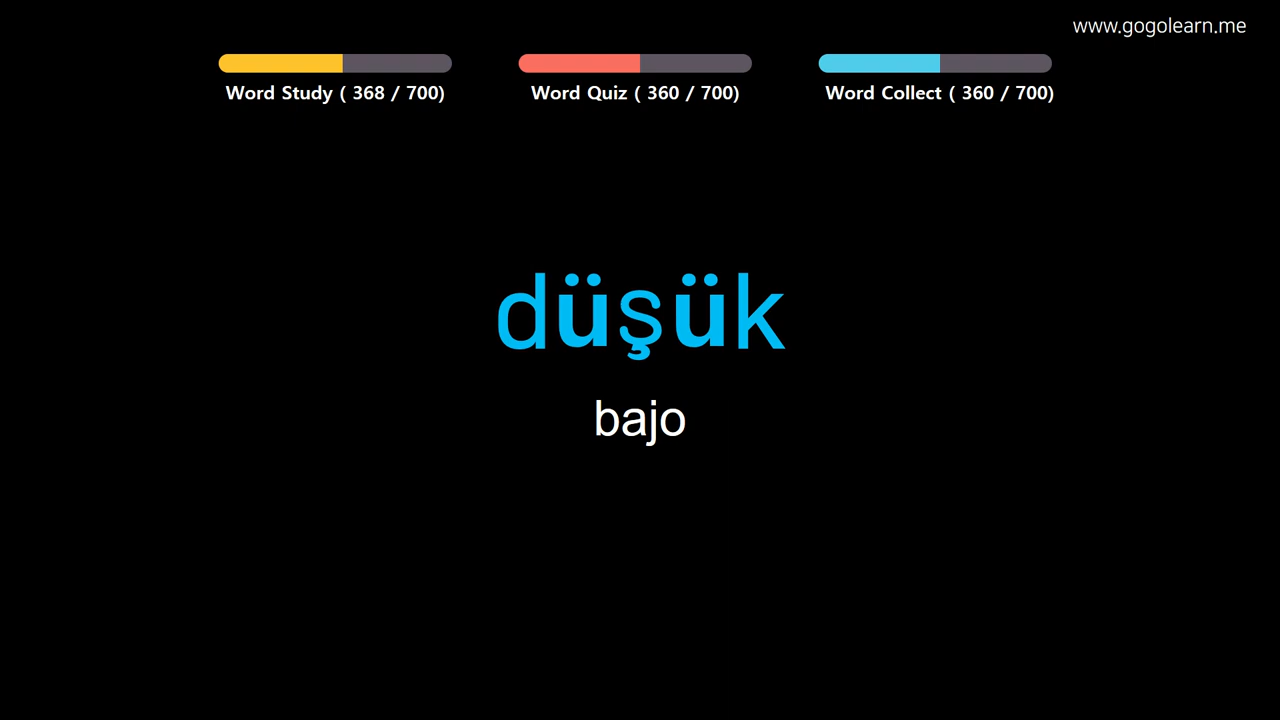 www.gogolearn.me
Word Study ( 368 / 700)
Word Quiz ( 360 / 700)
Word Collect ( 360 / 700)
düşük
bajo